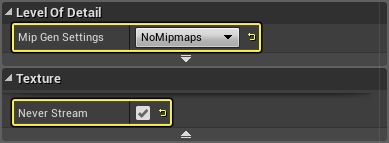 Level Of Detail
Mip Gen Settings NoMipmaps
Texture
Never Stream